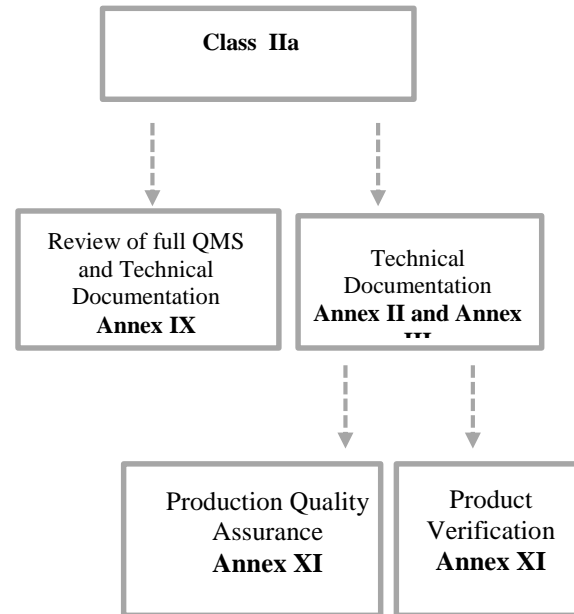 Class IIa
Review of full QMS
and Technical
Documentation
Annex IX
Technical
Documentation
Annex II and Annex
III
Production Quality
Assurance
Annex XI
Product
Verification
Annex XI